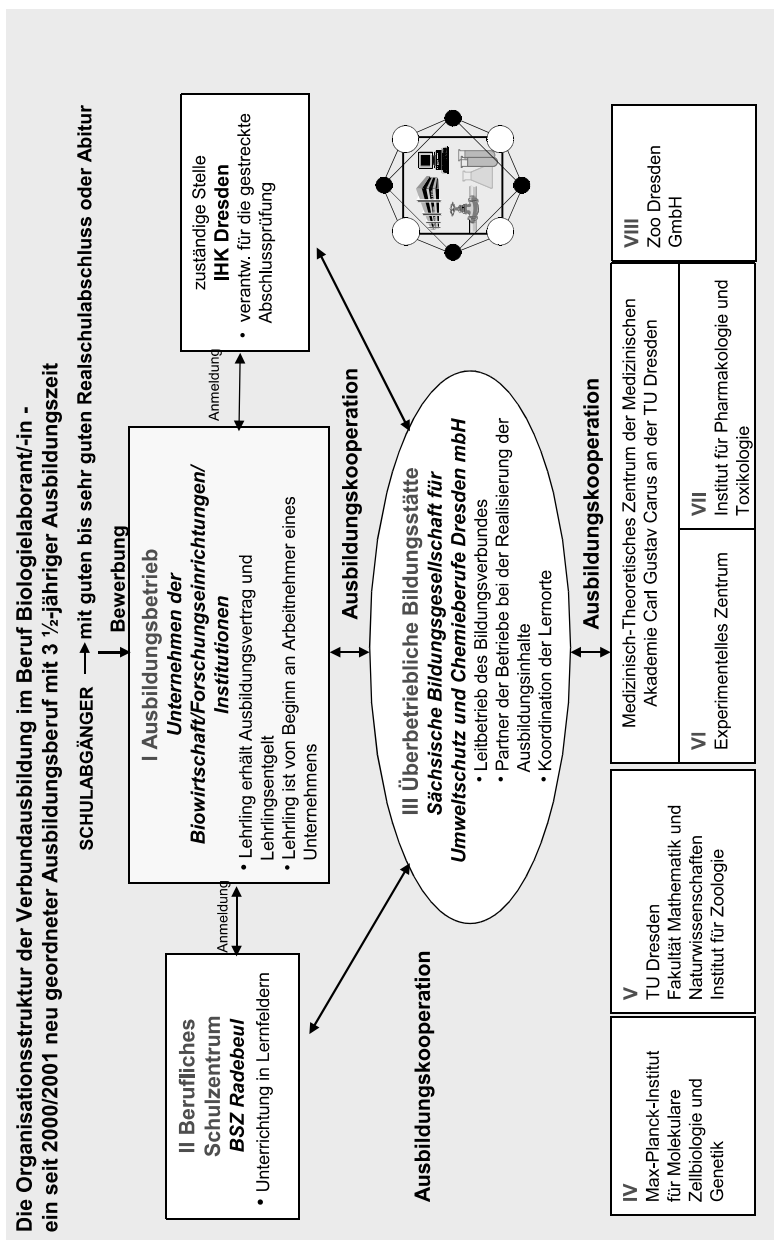 Die Organisationsstruktur der Verbundausbildung im Beruf Biologielaborant/-in -
ein seit 2000/2001 neu geordneter Ausbildungsberuf mit 3 ½-jähriger Ausbildungszeit
SCHULABGÄNGER mit guten bis sehr guten Realschulabschluss oder Abitur
Bewerbung
II Berufliches
Schulzentrum
BSZ Radebeul
• Unterrichtung in Lernfeldern
Anmeldung
I Ausbildungsbetrieb
Unternehmen der
Biowirtschaft/Forschungseinrichtungen/
Institutionen
• Lehrling erhält Ausbildungsvertrag und
Lehrlingsentgelt
• Lehrling ist von Beginn an Arbeitnehmer eines
Unternehmens
Anmeldung
zuständige Stelle
IHK Dresden
• verantw. für die gestreckte
Abschlussprüfung
Ausbildungskooperation
Ausbildungskooperation
III Überbetriebliche Bildungsstätte
Sächsische Bildungsgesellschaft für
Umweltschutz und Chemieberufe Dresden mbH
• Leitbetrieb des Bildungsverbundes
• Partner der Betriebe bei der Realisierung der
Ausbildungsinhalte
• Koordination der Lernorte
Ausbildungskooperation
IV
Max-Planck-Institut
für Molekulare
Zellbiologie und
Genetik
V
TU Dresden
Fakultät Mathematik und
Naturwissenschaften
Institut für Zoologie
Medizinisch-Theoretisches Zentrum der Medizinischen
Akademie Carl Gustav Carus an der TU Dresden
VI
Experimentelles Zentrum
VII
Institut für Pharmakologie und
Toxikologie
VIII
Zoo Dresden
GmbH